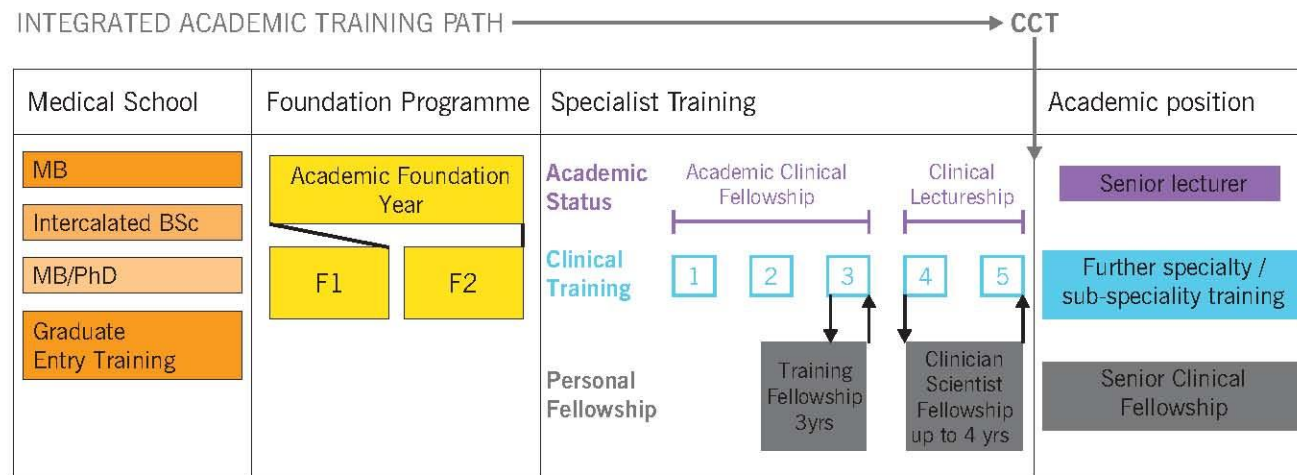 INTEGRATED ACADEMIC TRAINING PATH
CCT
Medical School
Foundation Programme
Specialist Training
Academic position
MB
Intercalated BSc
MB/PhD
Graduate
Entry Training
Academic Foundation
Year
F1
F2
Academic
Status
Academic Clinical
Fellowship
Clinical
Lectureship
Clinical
Training
1
2
3
4
5
Personal
Fellowship
Training
Fellowship
3yrs
Clinician
Scientist
Fellowship
up to 4 yrs
Senior lecturer
Further specialty /
sub-speciality training
Senior Clinical
Fellowship